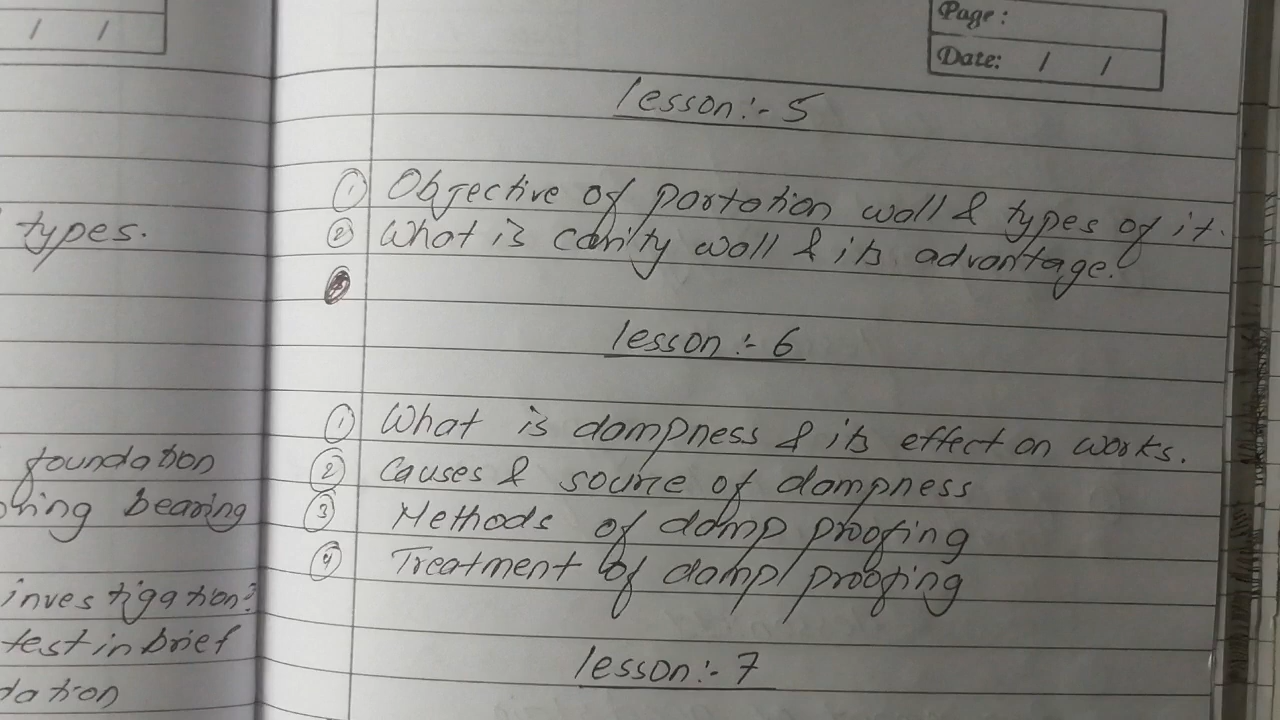 / /
types.
foundation
bearing
investigation?
test in brief
Page:
Date: / /
lesson:- 5
① Objective of portation wall & types of it.
② What is cavity wall & its advantage.
lesson :- 6
① What is dampness & its effect on works.
② Causes & source of dampness
③ Methods of damp proofing
④ Treatment of damp proofing
lesson:- 7